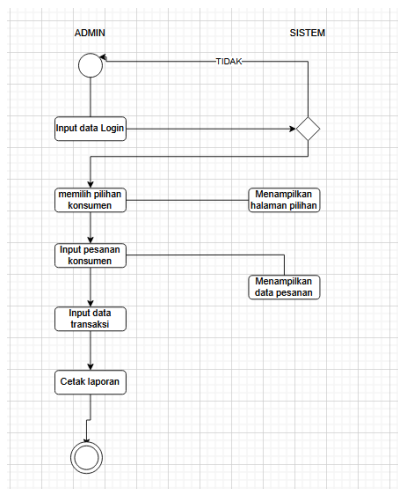 ADMIN
SISTEM
TIDAK
Input data Login
memilih pilihan
konsumen
Menampilkan
halaman pilihan
Input pesanan
konsumen
Menampilkan
data pesanan
Input data
transaksi
Cetak laporan